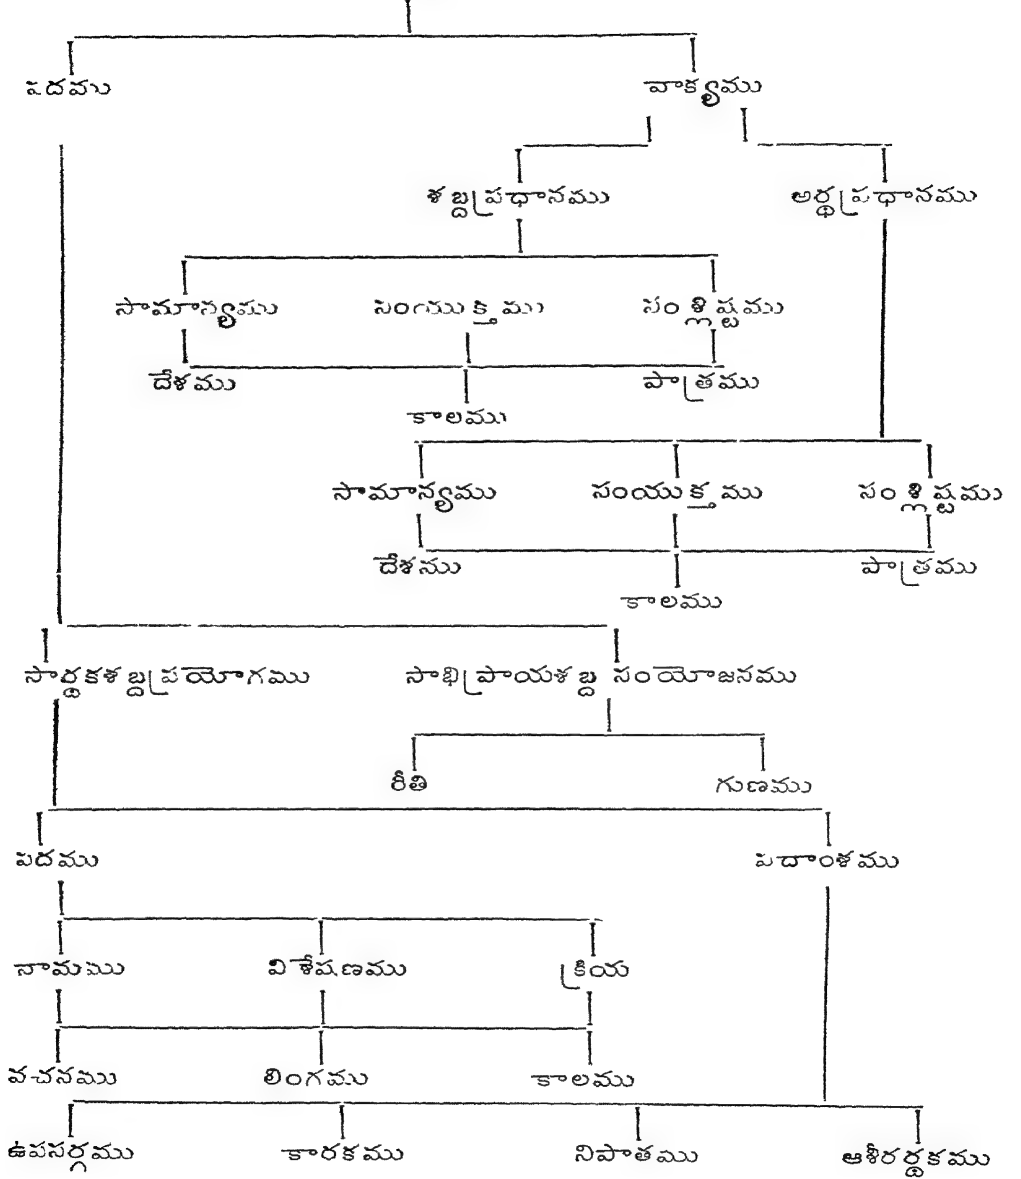 పదము వాక్యము
శబ్దప్రధానము అర్థప్రధానము
సామాన్యము సంయుక్తము సంశ్లిష్టము
దేశము పాత్రము
కాలము
సామాన్యము సంయుక్తము సంశ్లిష్టము
దేశము పాత్రము
కాలము
సార్థకశబ్దప్రయోగము సాభిప్రాయశబ్ద సంయోజనము
రీతి గుణము
పదము పదాంశము
నామము విశేషణము క్రియ
వచనము లింగము కాలము
ఉపసర్గము కారకము నిపాతము ఆశీరర్థకము